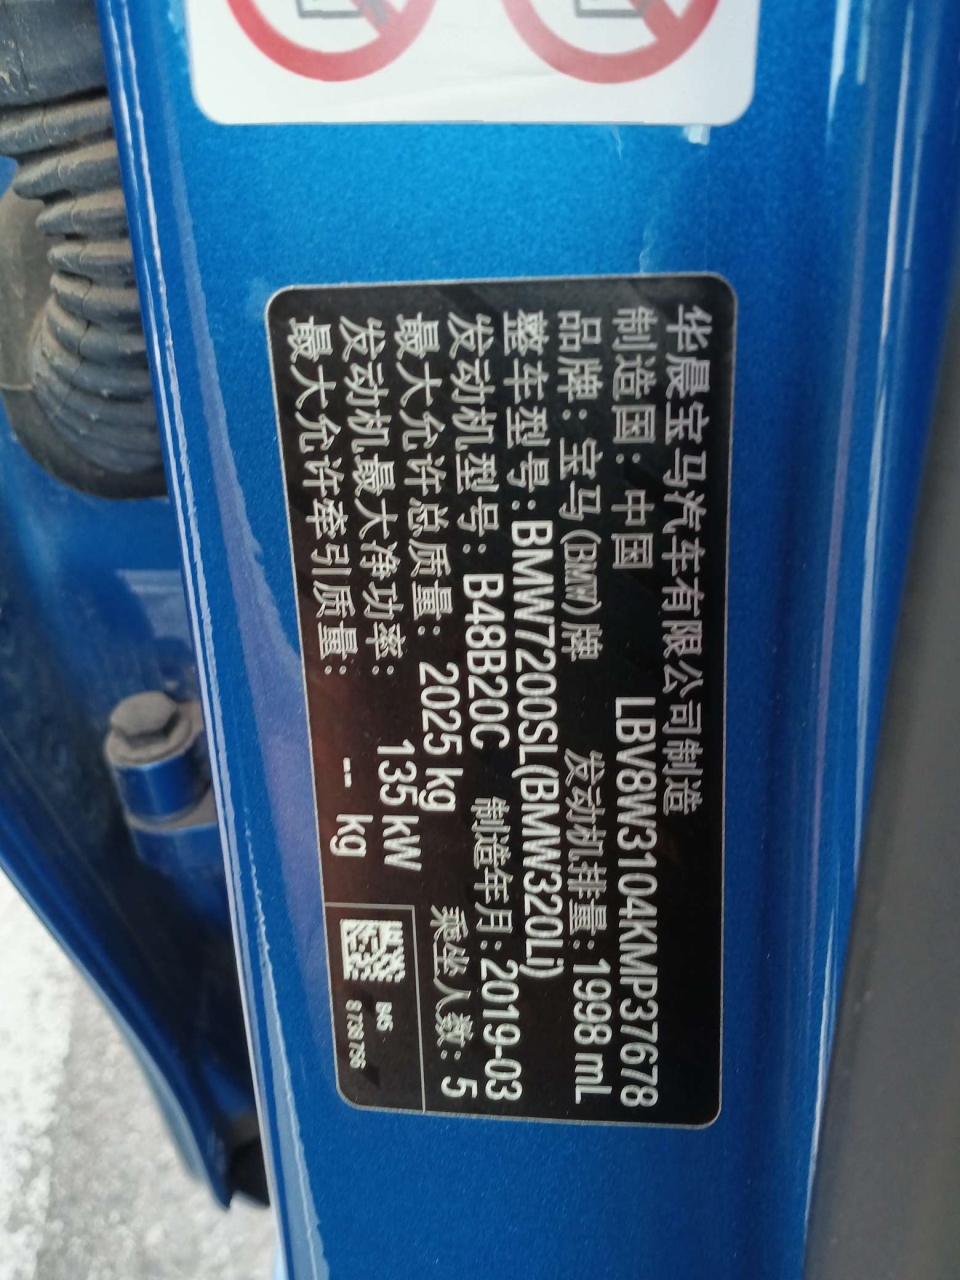 华晨宝马汽车有限公司制造
制造国：中国 LBV8W3104KMP37678
品牌：宝马(BMW)牌 发动机排量：1998 mL
整车型号：BMW7200SL(BMW320Li)
发动机型号：B48B20C 制造年月：2019-03
最大允许总质量：2025 kg 乘坐人数：5
发动机最大净功率：135 kW
最大允许牵引质量：-- kg
8 738 796